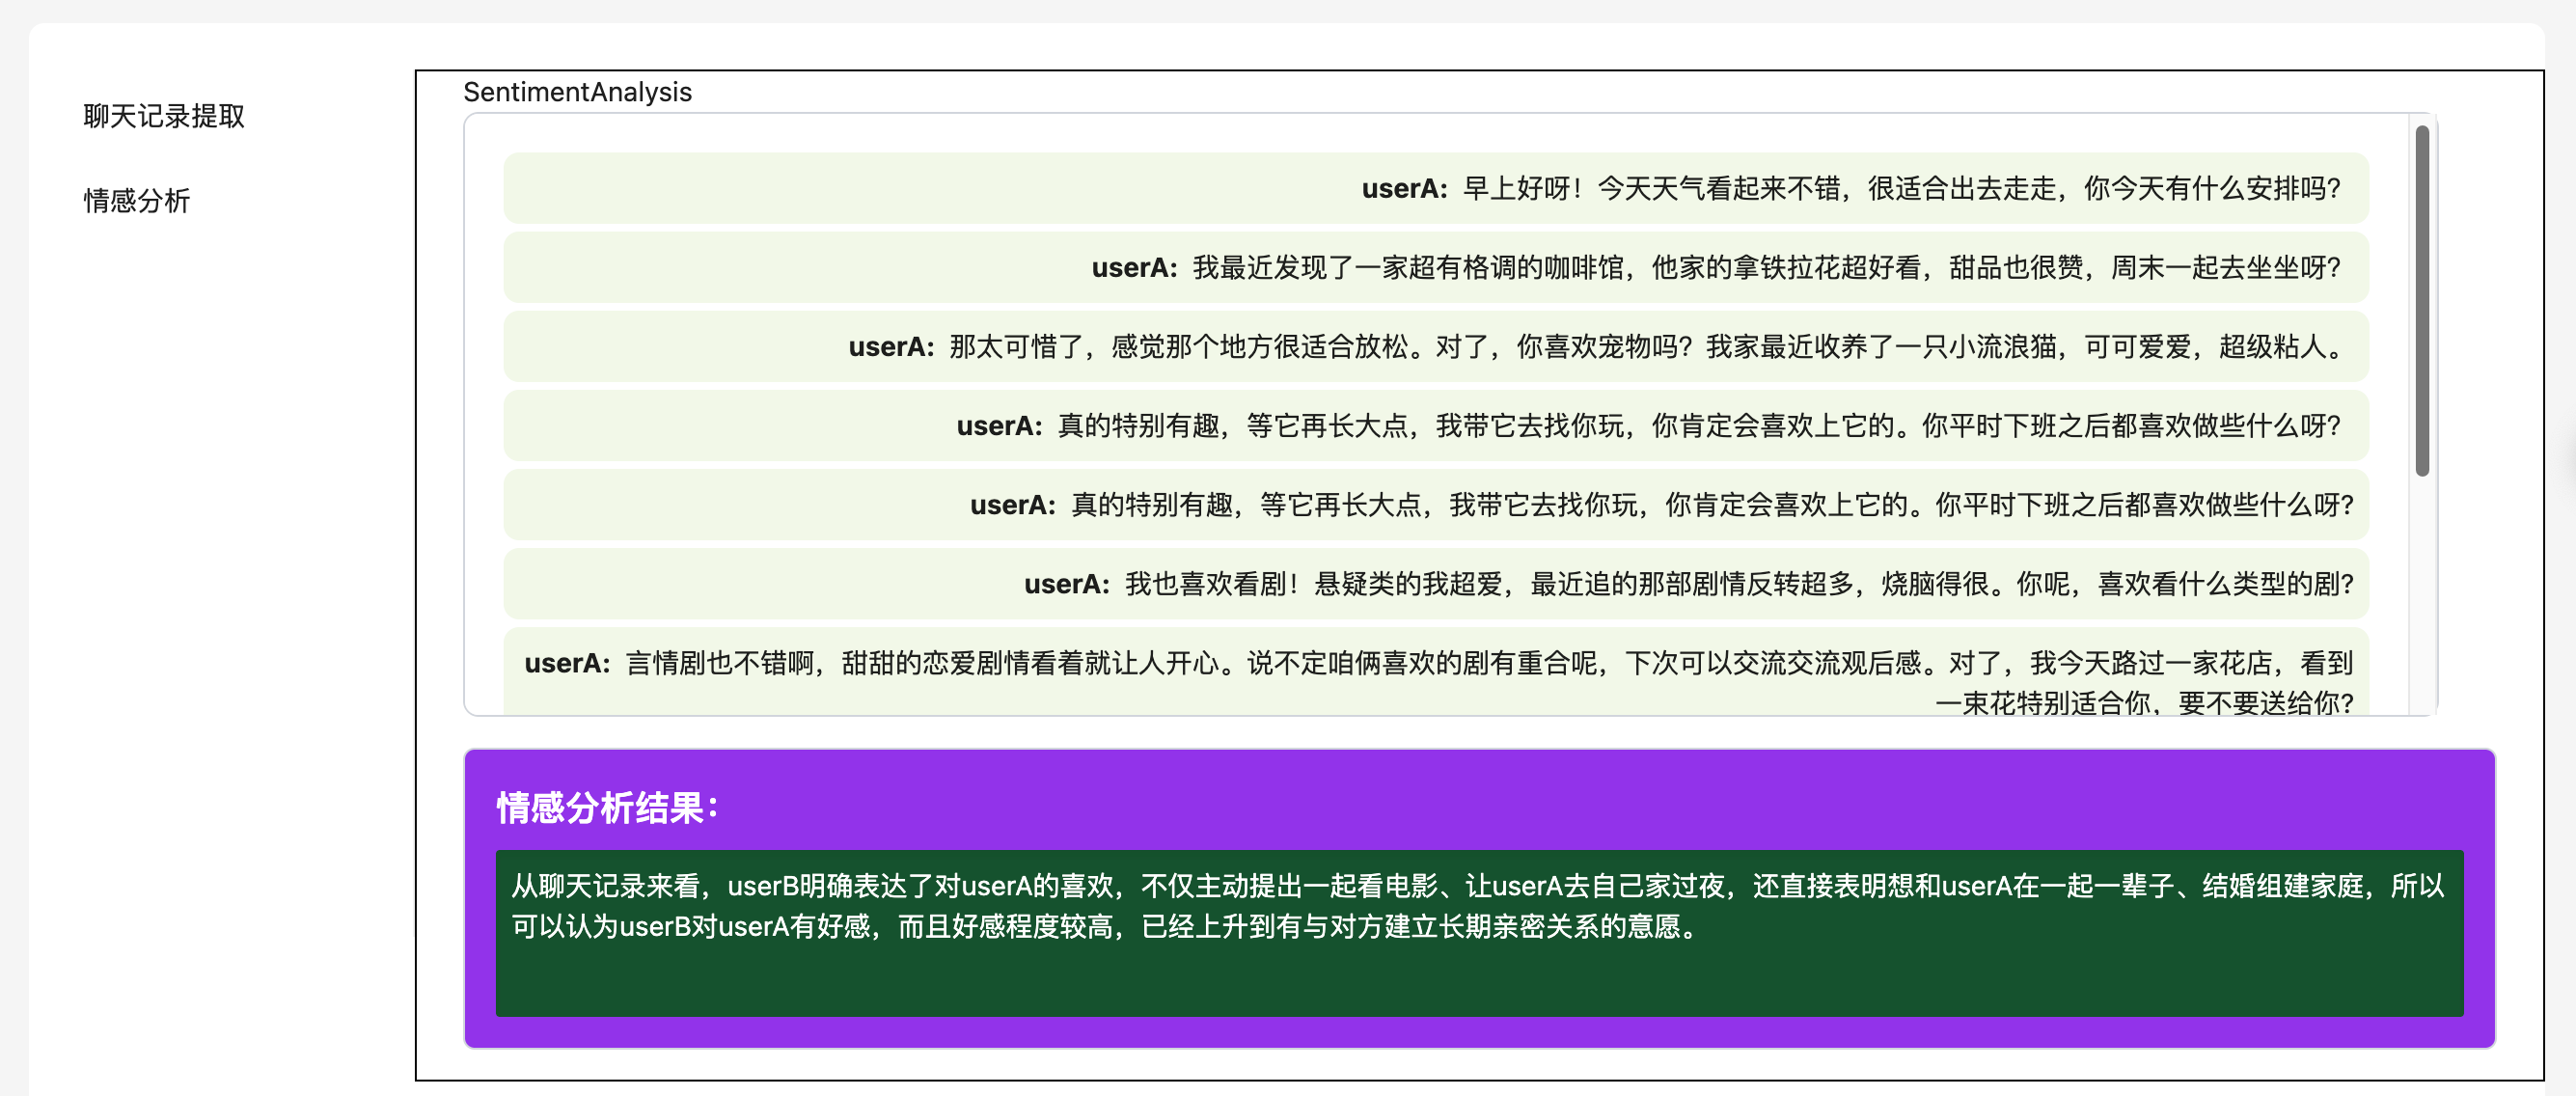 聊天记录提取
情感分析
SentimentAnalysis
userA: 早上好呀！今天天气看起来不错，很适合出去走走，你今天有什么安排吗？
userA: 我最近发现了一家超有格调的咖啡馆，他家的拿铁拉花超好看，甜品也很赞，周末一起去坐坐呀？
userA: 那太可惜了，感觉那个地方很适合放松。对了，你喜欢宠物吗？我家最近收养了一只小流浪猫，可可爱爱，超级粘人。
userA: 真的特别有趣，等它再长大点，我带它去找你玩，你肯定会喜欢上它的。你平时下班之后都喜欢做些什么呀？
userA: 真的特别有趣，等它再长大点，我带它去找你玩，你肯定会喜欢上它的。你平时下班之后都喜欢做些什么呀?
userA: 我也喜欢看剧！悬疑类的我超爱，最近追的那部剧情反转超多，烧脑得很。你呢，喜欢看什么类型的剧?
userA: 言情剧也不错啊，甜甜的恋爱剧情看着就让人开心。说不定咱俩喜欢的剧有重合呢，下次可以交流交流观后感。对了，我今天路过一家花店，看到
一束花特别适合你，要不要送给你?
情感分析结果：
从聊天记录来看，userB明确表达了对userA的喜欢，不仅主动提出一起看电影、让userA去自己家过夜，还直接表明想和userA在一起一辈子、结婚组建家庭，所以
可以认为userB对userA有好感，而且好感程度较高，已经上升到有与对方建立长期亲密关系的意愿。